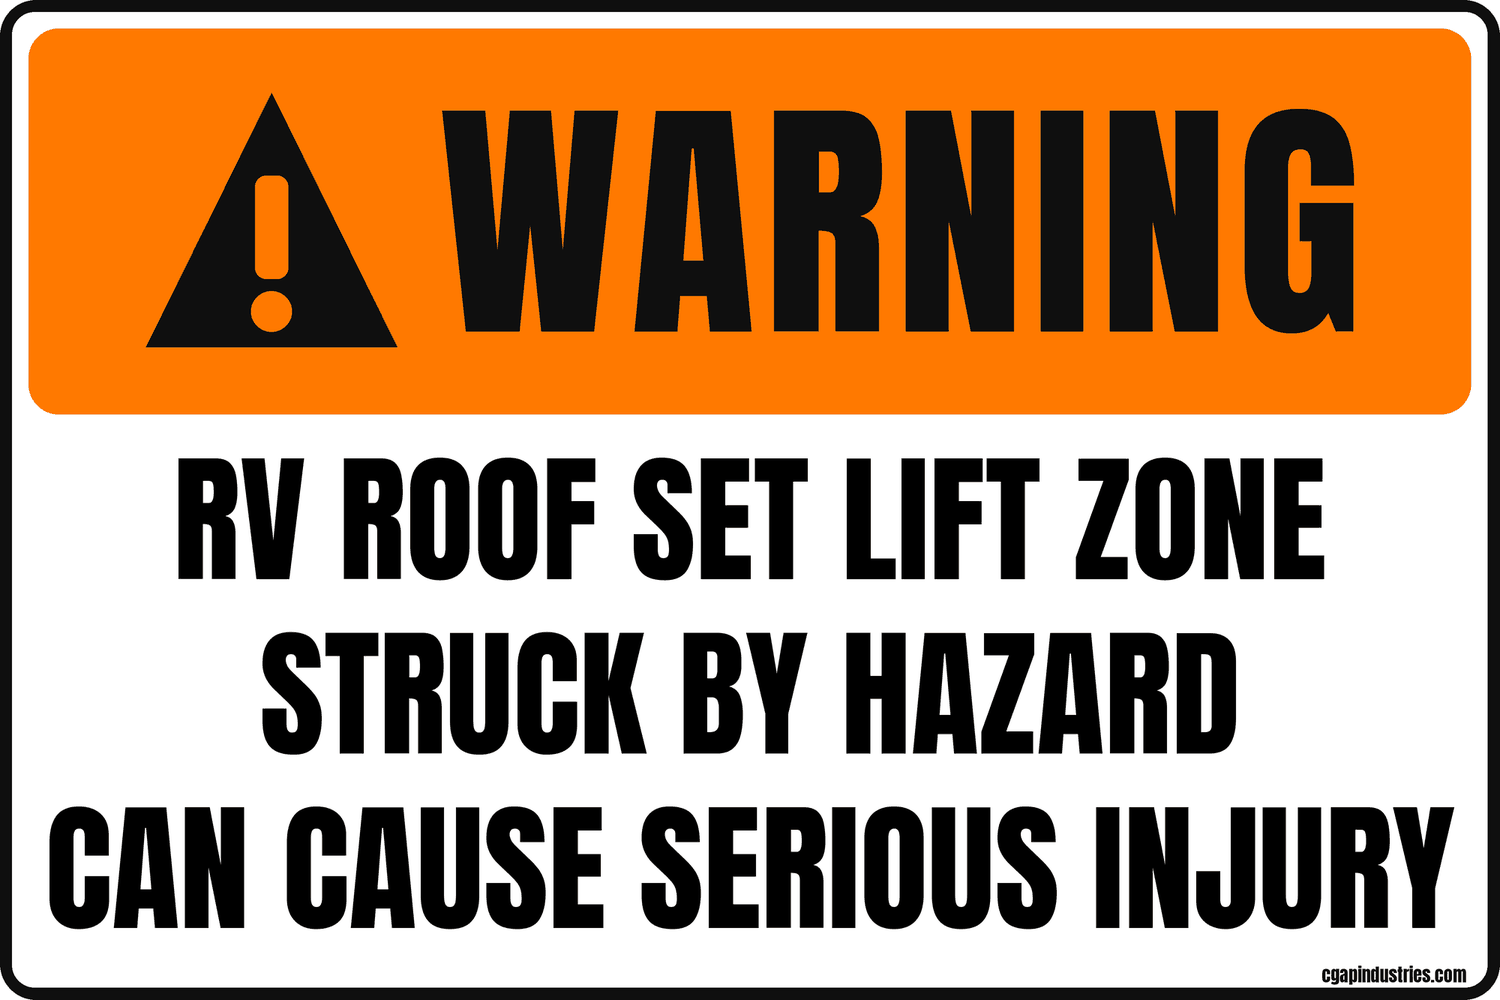 WARNING
RV ROOF SET LIFT ZONE
STRUCK BY HAZARD
CAN CAUSE SERIOUS INJURY
cgapindustries.com